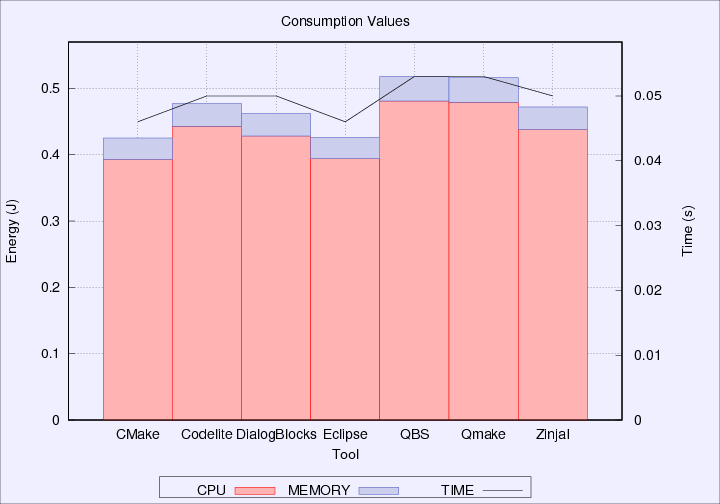 Consumption Values
0.5
0.4
0.3
0.2
0.1
0
Energy (J)
0.05
0.04
0.03
0.02
0.01
0
Time (s)
CMake Codelite DialogBlocks Eclipse QBS Qmake ZinjaI
Tool
CPU MEMORY TIME